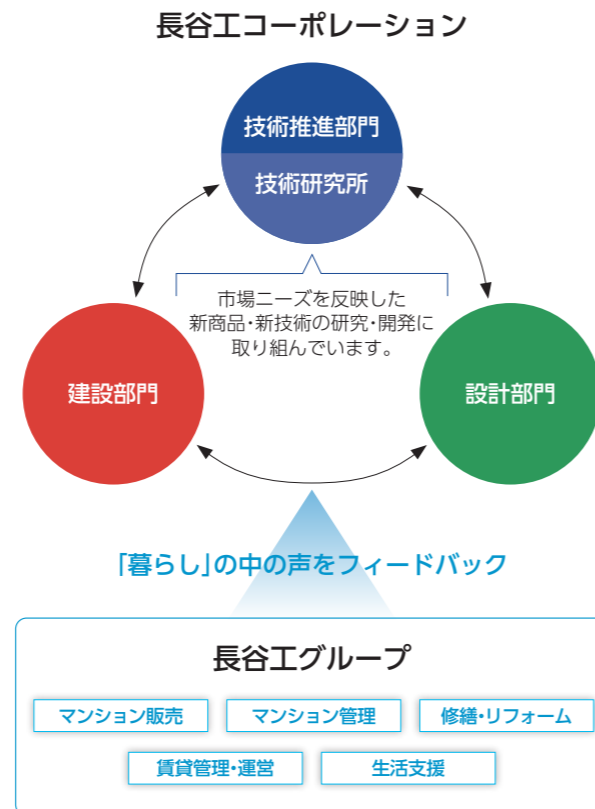 長谷工コーポレーション
技術推進部門
技術研究所
市場ニーズを反映した
新商品・新技術の研究・開発に
取り組んでいます。
建設部門
設計部門
「暮らし」の中の声をフィードバック
長谷工グループ
マンション販売
マンション管理
修繕・リフォーム
賃貸管理・運営
生活支援